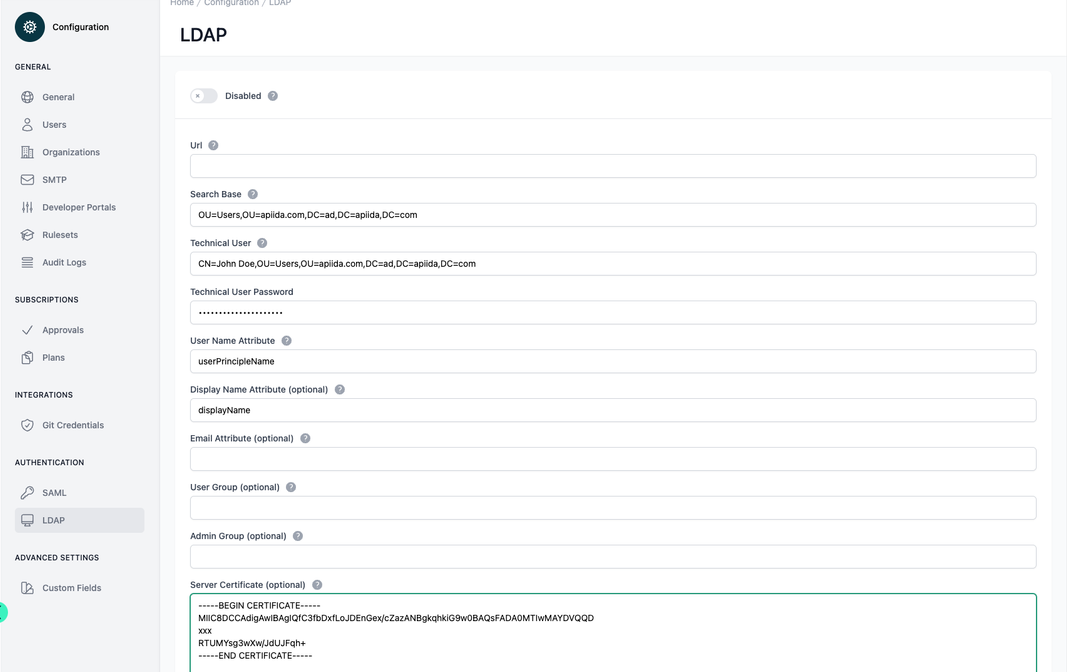 Home / Configuration / LDAP
Configuration
LDAP
GENERAL
General
Users
Organizations
SMTP
Developer Portals
Rulesets
Audit Logs
SUBSCRIPTIONS
Approvals
Plans
INTEGRATIONS
Git Credentials
AUTHENTICATION
SAML
LDAP
ADVANCED SETTINGS
Custom Fields
Disabled ?
Url ?
Search Base ?
OU=Users,OU=apiida.com,DC=ad,DC=apiida,DC=com
Technical User ?
CN=John Doe,OU=Users,OU=apiida.com,DC=ad,DC=apiida,DC=com
Technical User Password
•••••••••••••••••••••
User Name Attribute ?
userPrincipleName
Display Name Attribute (optional) ?
displayName
Email Attribute (optional) ?
User Group (optional) ?
Admin Group (optional) ?
Server Certificate (optional) ?
-----BEGIN CERTIFICATE-----
MIIC8DCCAdigAwIBAgIQfC3fbDxfLoJDEnGex/cZazANBgkqhkiG9w0BAQsFADA0MTIwMAYDVQQD
xxx
RTUMYsg3wXw/JdUJFqh+
-----END CERTIFICATE-----